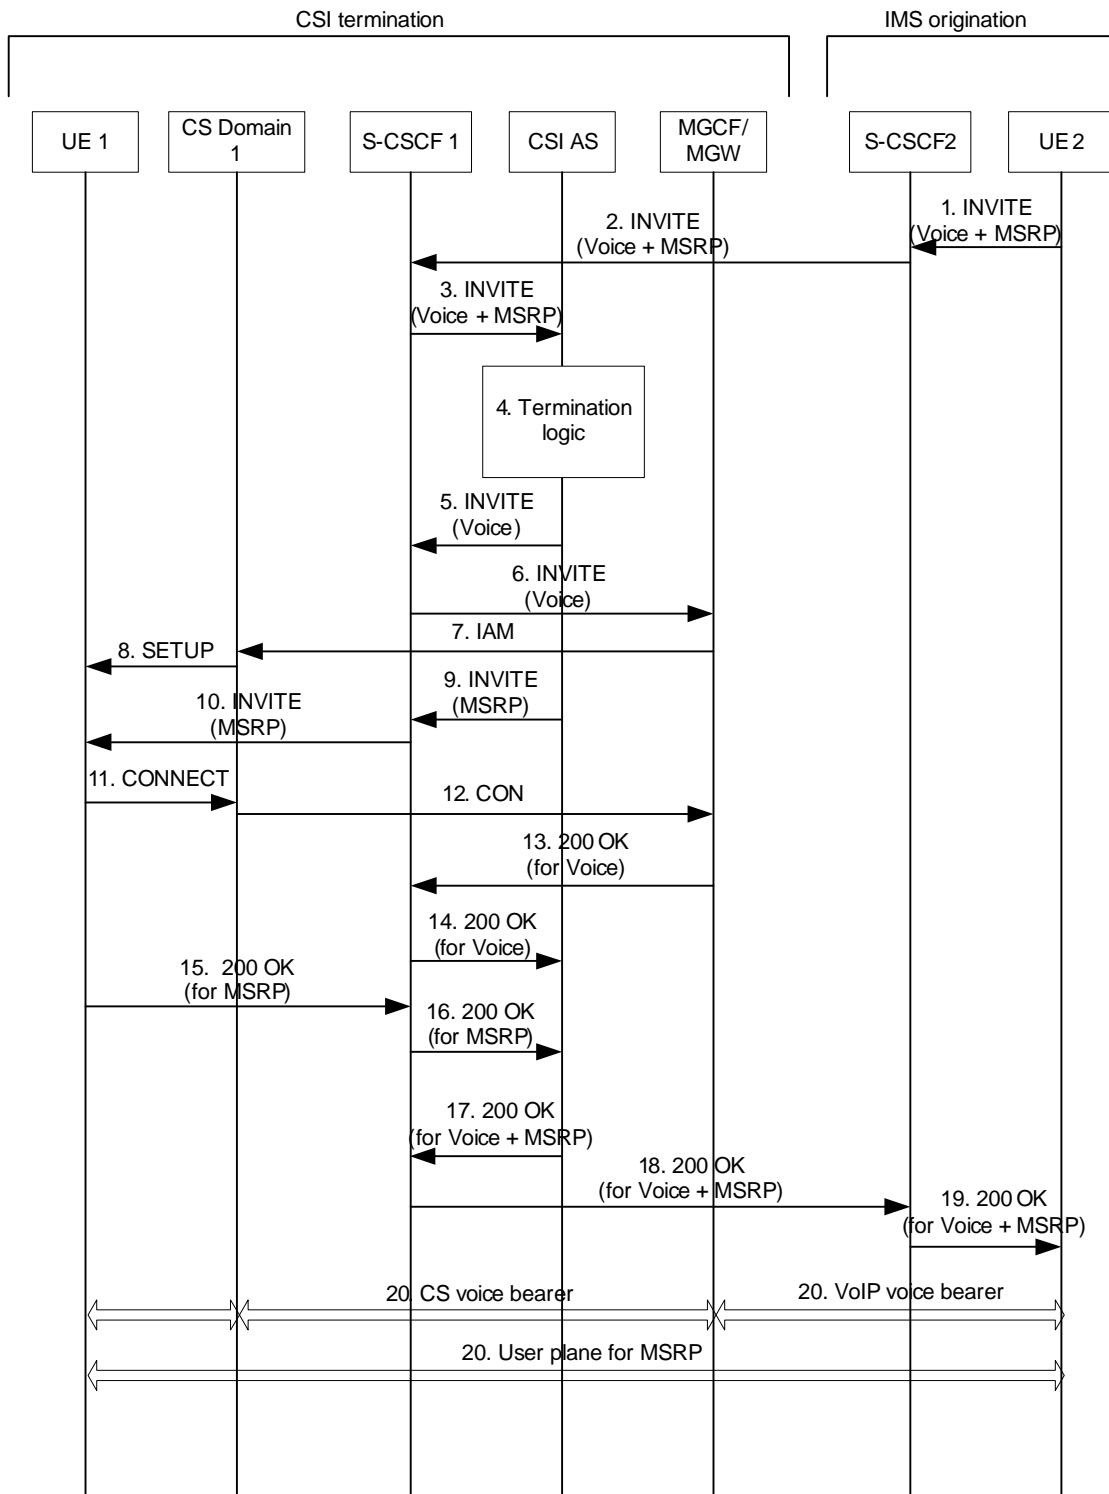 CSI termination
IMS origination
UE 1
CS Domain
1
S-CSCF 1
CSI AS
MGCF/
MGW
S-CSCF2
UE 2
1. INVITE
(Voice + MSRP)
2. INVITE
(Voice + MSRP)
3. INVITE
(Voice + MSRP)
4. Termination
logic
5. INVITE
(Voice)
6. INVITE
(Voice)
7. IAM
8. SETUP
9. INVITE
(MSRP)
10. INVITE
(MSRP)
11. CONNECT
12. CON
13. 200 OK
(for Voice)
14. 200 OK
(for Voice)
15. 200 OK
(for MSRP)
16. 200 OK
(for MSRP)
17. 200 OK
(for Voice + MSRP)
18. 200 OK
(for Voice + MSRP)
19. 200 OK
(for Voice + MSRP)
20. CS voice bearer
20. VoIP voice bearer
20. User plane for MSRP